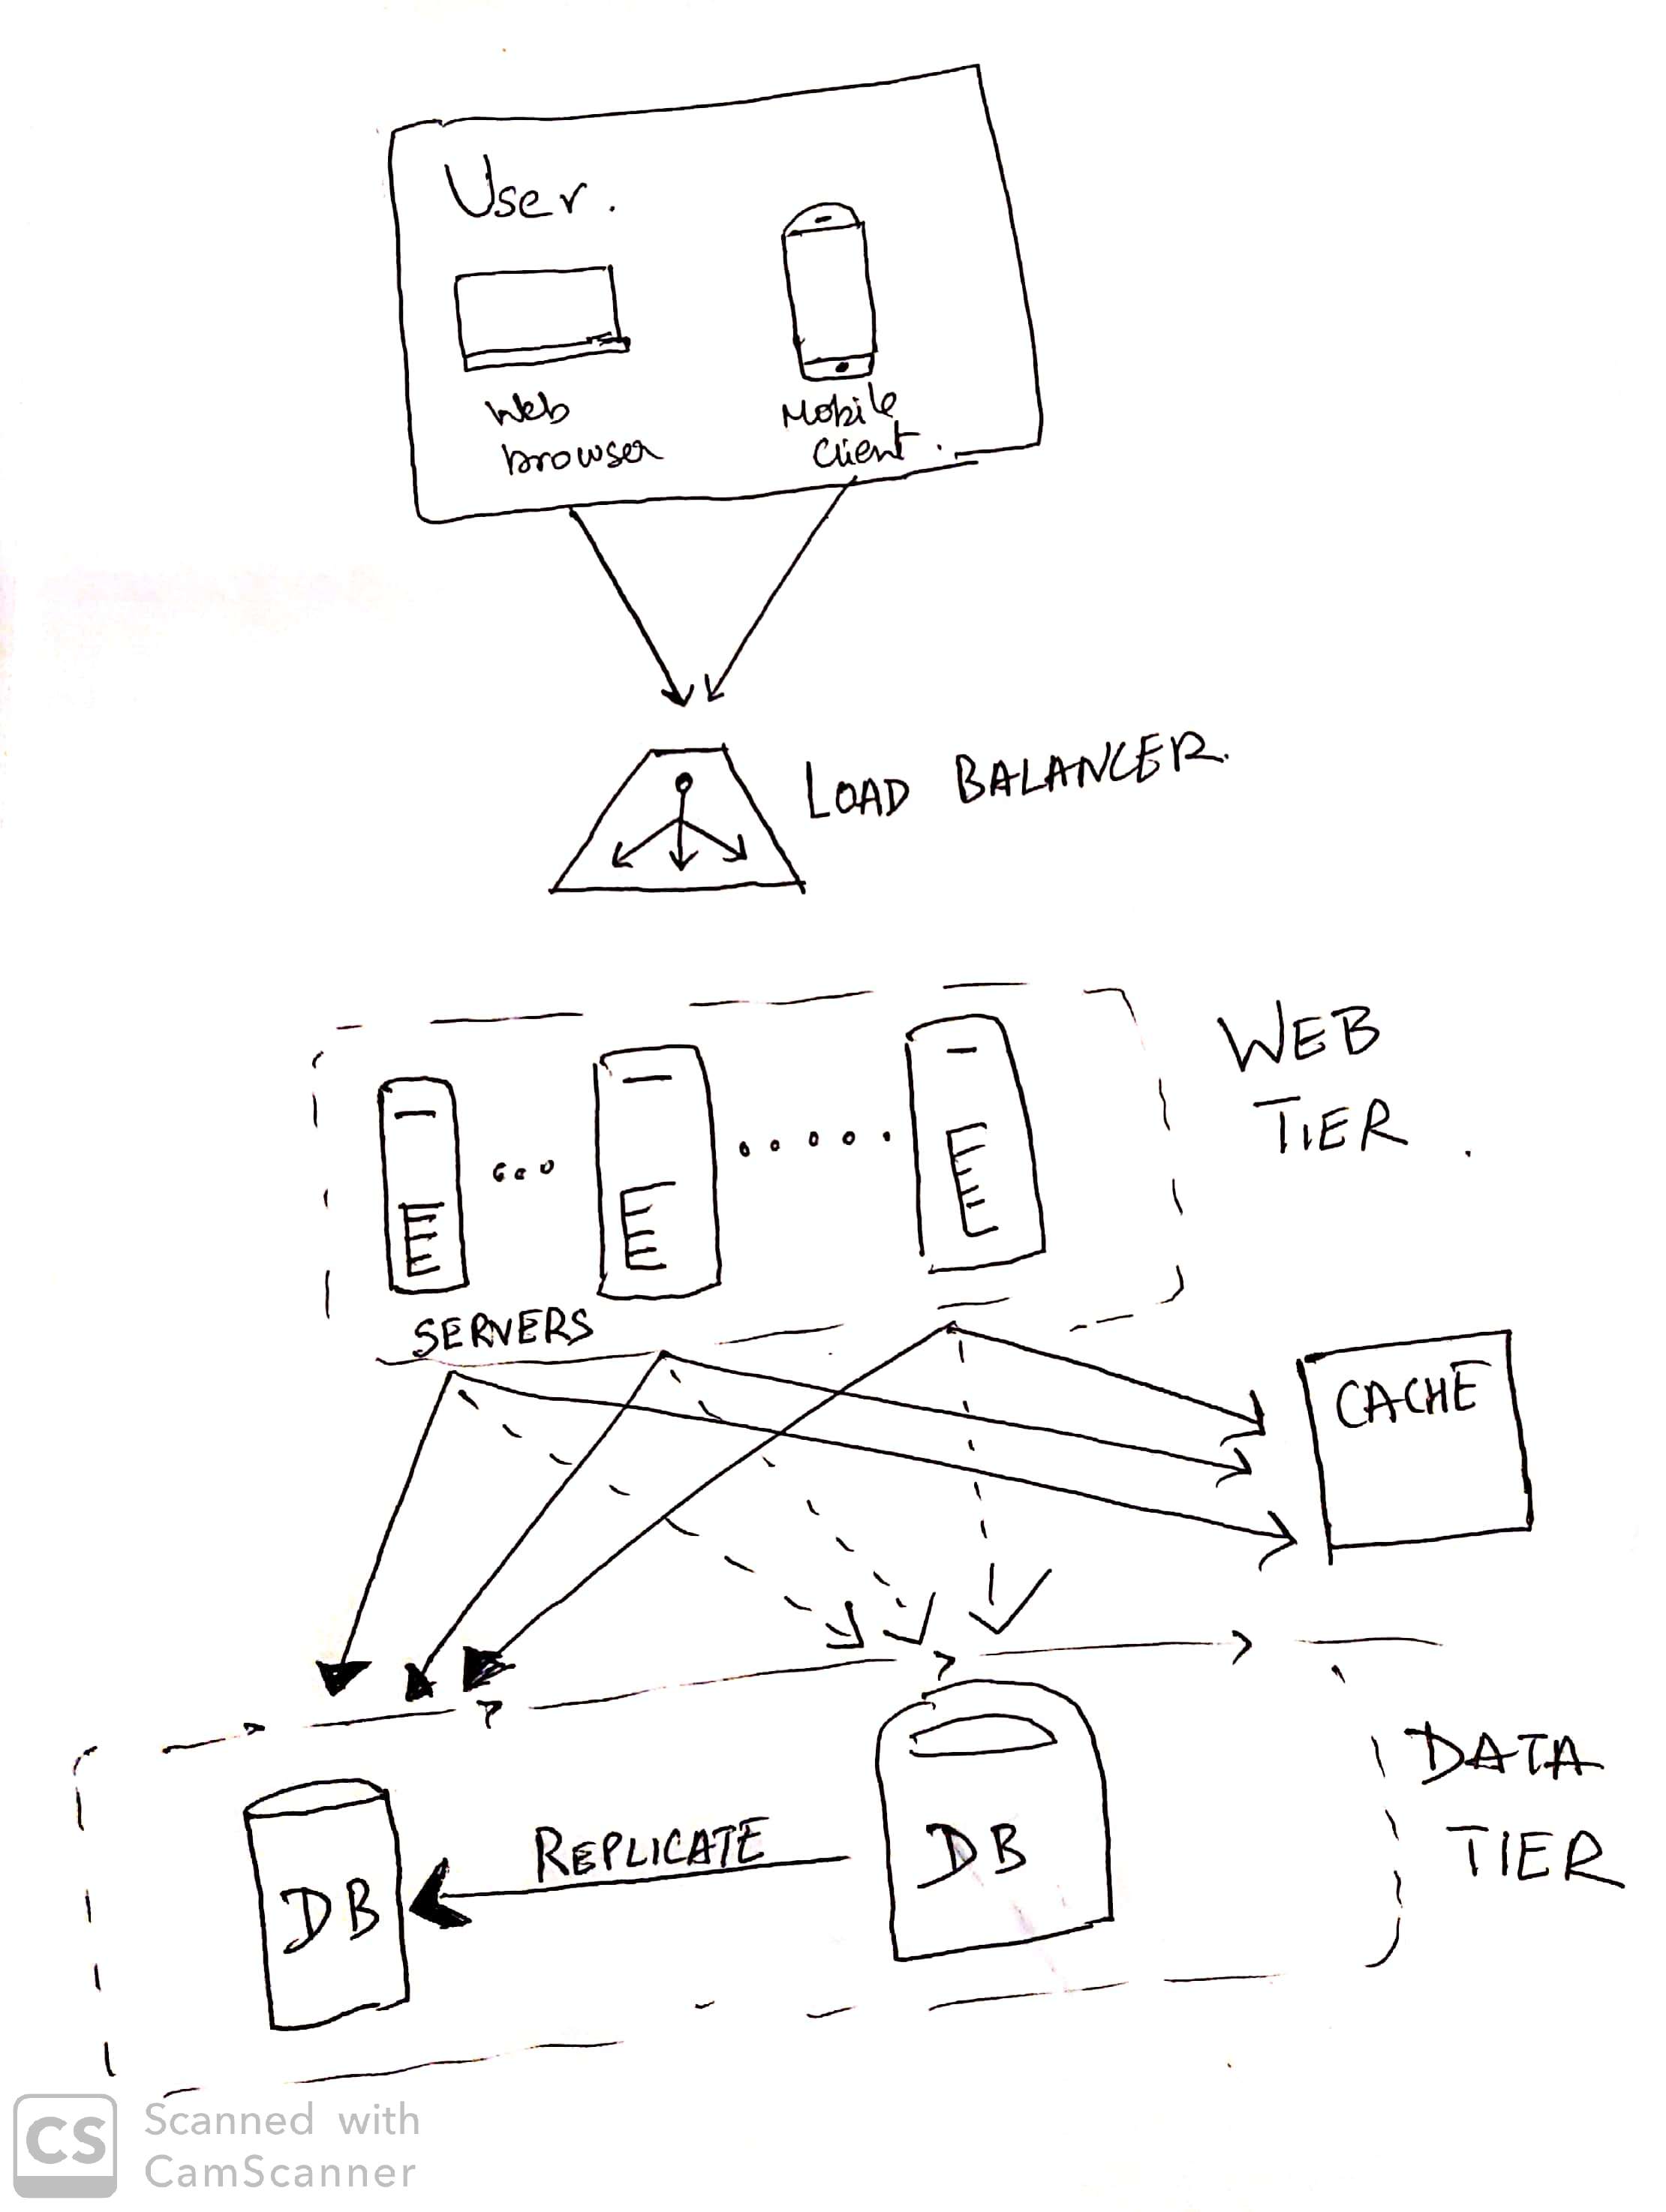 User.
Web
browser
Mobile
Client.
LOAD BALANCER.
WEB
TIER.
SERVERS
CACHE
DATA
TIER
REPLICATE
DB
DB
CS
Scanned with
CamScanner